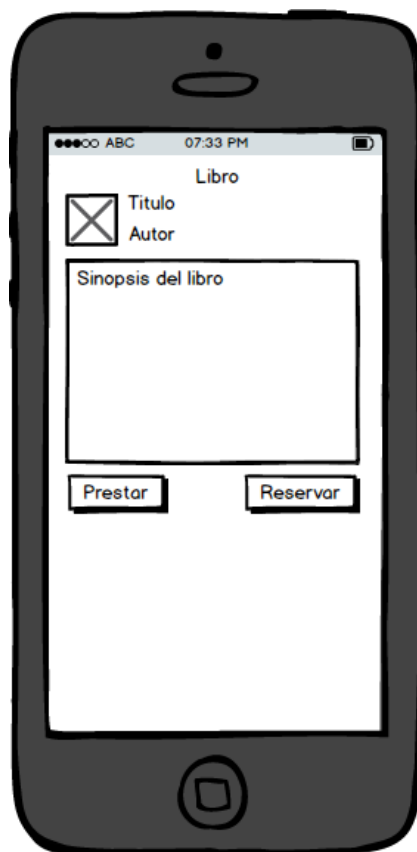 ABC 07:33 PM
Libro
Titulo
Autor
Sinopsis del libro
Prestar Reservar